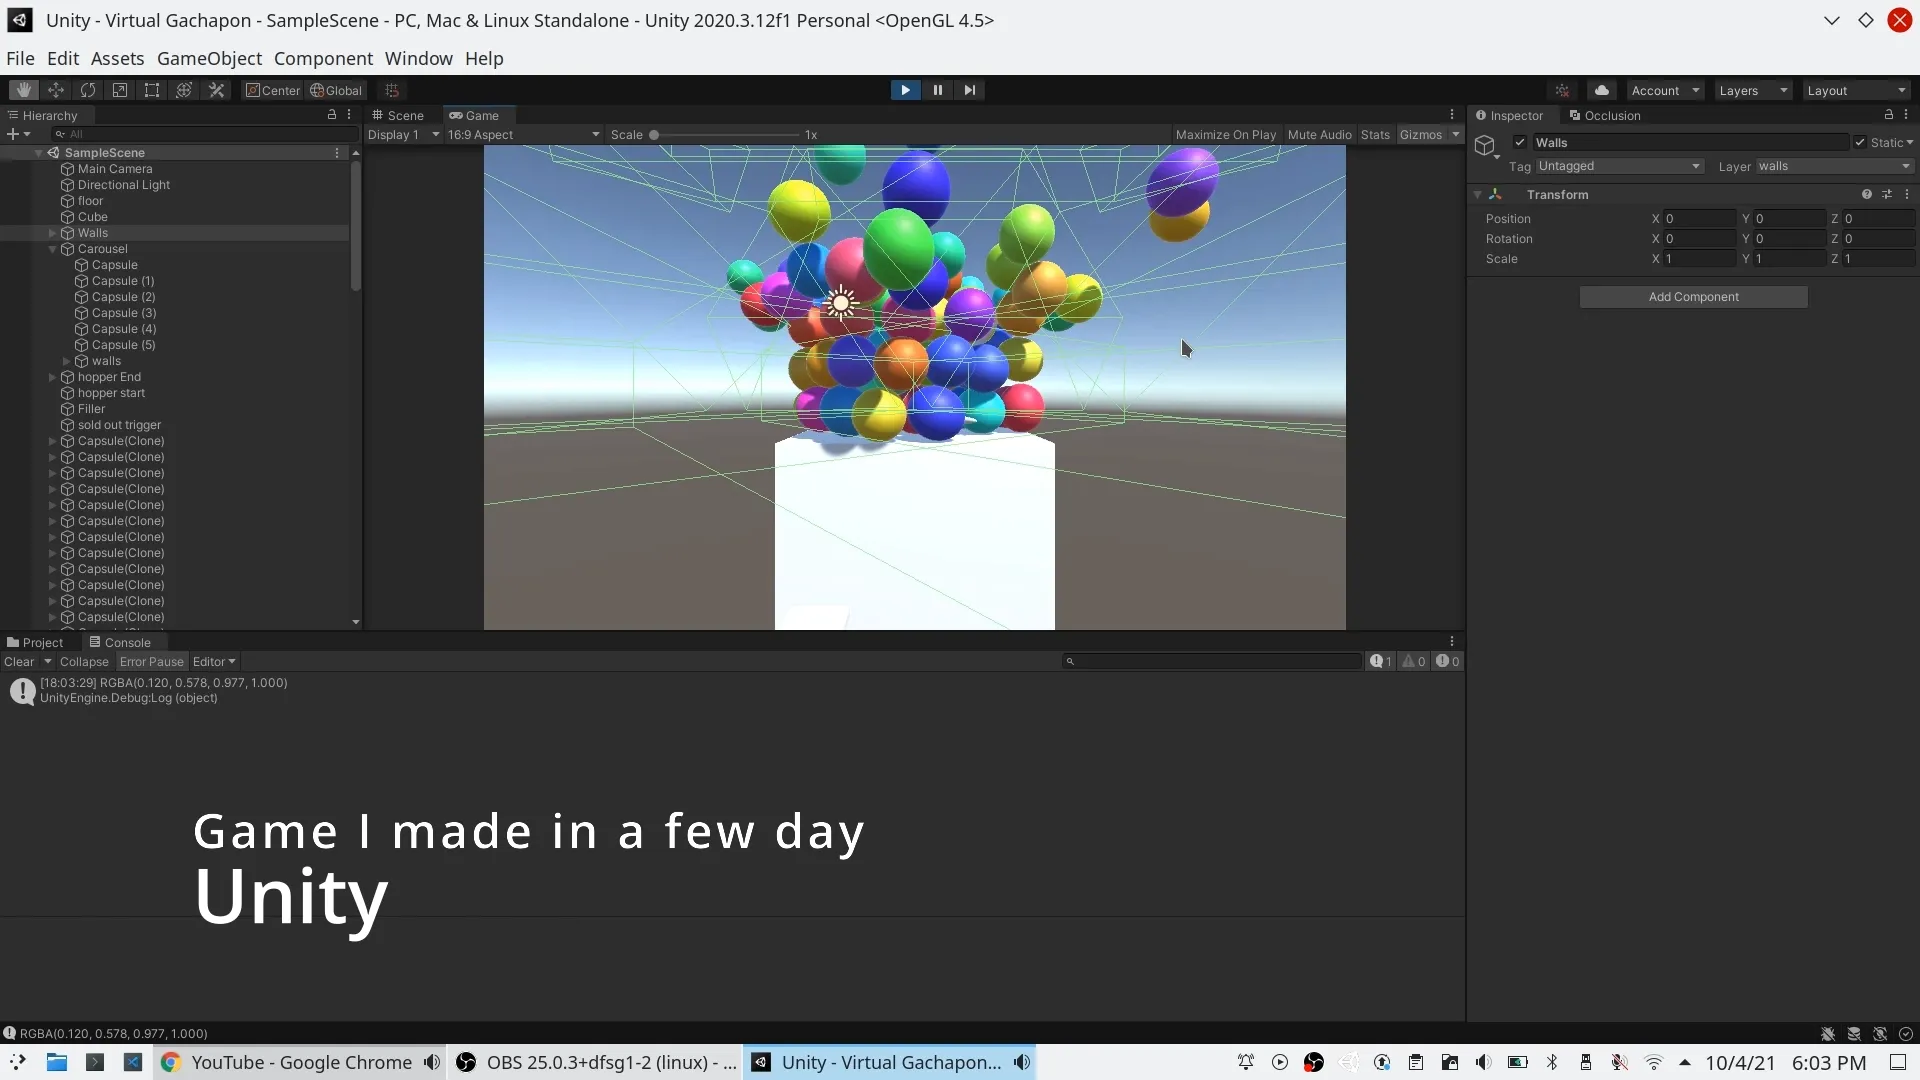 Unity - Virtual Gachapon - SampleScene - PC, Mac & Linux Standalone - Unity 2020.3.12f1 Personal <OpenGL 4.5>
File Edit Assets GameObject Component Window Help
Center Global Account Layers Layout
Hierarchy
All
SampleScene
Main Camera
Directional Light
floor
Cube
Walls
Carousel
Capsule
Capsule (1)
Capsule (2)
Capsule (3)
Capsule (4)
Capsule (5)
walls
hopper End
hopper start
Filler
sold out trigger
Capsule(Clone)
Capsule(Clone)
Capsule(Clone)
Capsule(Clone)
Capsule(Clone)
Capsule(Clone)
Capsule(Clone)
Capsule(Clone)
Capsule(Clone)
Capsule(Clone)
Capsule(Clone)
Capsule(Clone)
Scene Game
Display 1 16:9 Aspect Scale 1x Maximize On Play Mute Audio Stats Gizmos
Inspector Occlusion
Walls Static
Tag Untagged Layer walls
Transform
Position X 0 Y 0 Z 0
Rotation X 0 Y 0 Z 0
Scale X 1 Y 1 Z 1
Add Component
Project Console
Clear Collapse Error Pause Editor 1 0 0
[18:03:29] RGBA(0.120, 0.578, 0.977, 1.000)
UnityEngine.Debug:Log (object)
Game I made in a few day
Unity
RGBA(0.120, 0.578, 0.977, 1.000)
YouTube - Google Chrome OBS 25.0.3+dfsg1-2 (linux) - ... Unity - Virtual Gachapon... 10/4/21 6:03 PM